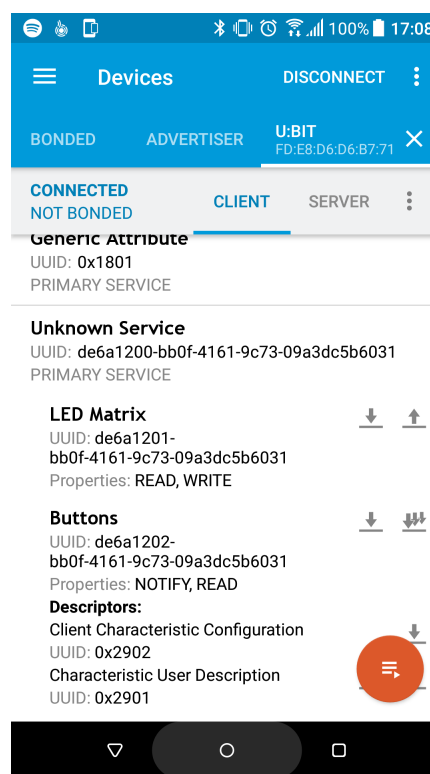 100% 17:08
Devices DISCONNECT
BONDED ADVERTISER U:BIT
FD:E8:D6:D6:B7:71
CONNECTED
NOT BONDED CLIENT SERVER
Generic Attribute
UUID: 0x1801
PRIMARY SERVICE
Unknown Service
UUID: de6a1200-bb0f-4161-9c73-09a3dc5b6031
PRIMARY SERVICE
LED Matrix
UUID: de6a1201-
bb0f-4161-9c73-09a3dc5b6031
Properties: READ, WRITE
Buttons
UUID: de6a1202-
bb0f-4161-9c73-09a3dc5b6031
Properties: NOTIFY, READ
Descriptors:
Client Characteristic Configuration
UUID: 0x2902
Characteristic User Description
UUID: 0x2901